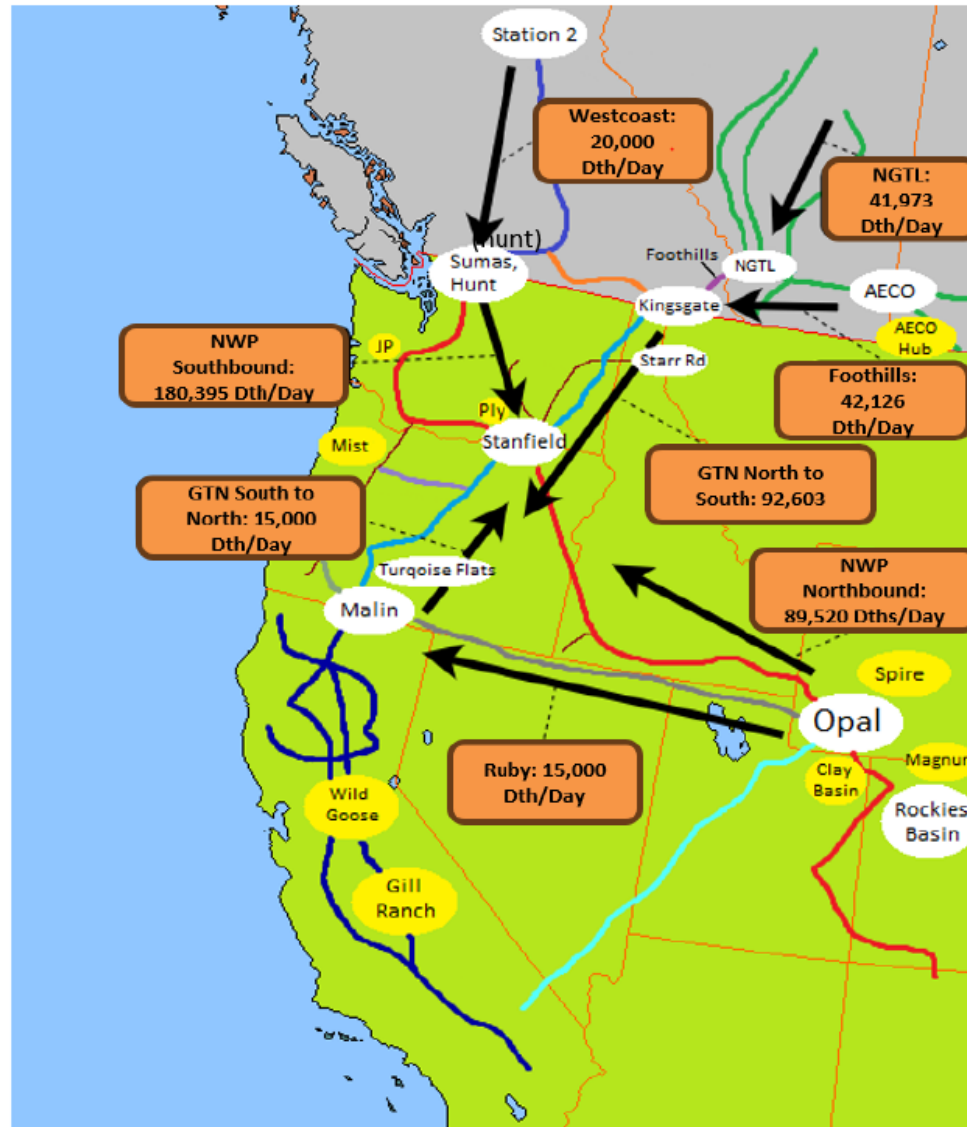 Station 2
Westcoast:
20,000
Dth/Day
NGTL:
41,973
Dth/Day
(Hunt)
Sumas,
Hunt
Foothills
NGTL
Kingsgate
AECO
AECO
Hub
NWP
Southbound:
180,395 Dth/Day
JP
Starr Rd
Foothills:
42,126
Dth/Day
Ply
Stanfield
Mist
GTN South to
North: 15,000
Dth/Day
GTN North to
South: 92,603
Turqoise Flats
Malin
NWP
Northbound:
89,520 Dths/Day
Spire
Opal
Ruby: 15,000
Dth/Day
Clay
Basin
Magnum
Rockies
Basin
Wild
Goose
Gill
Ranch